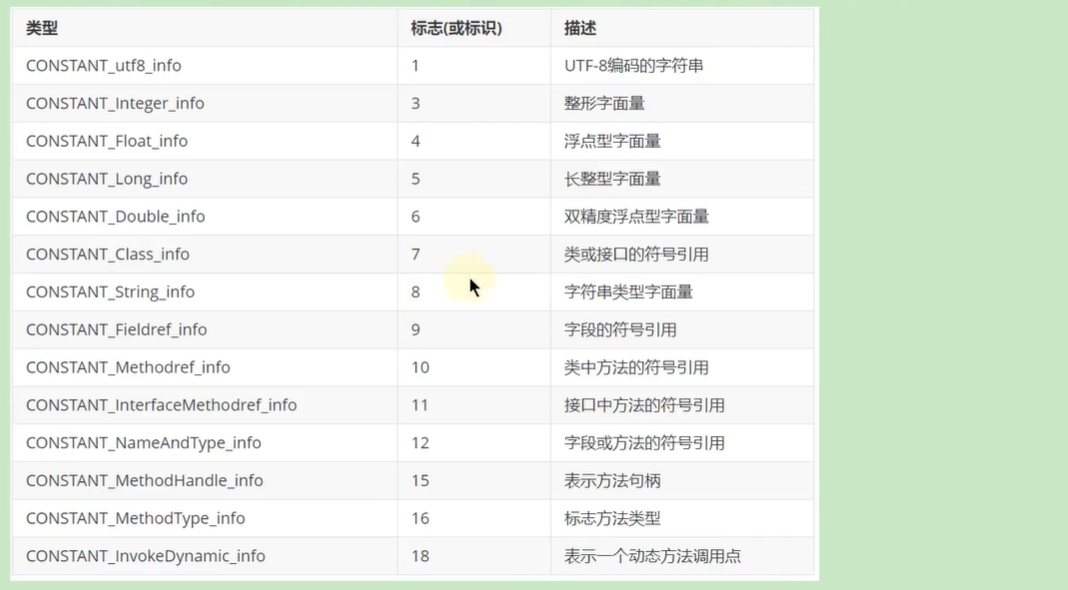 类型 标志(或标识) 描述
CONSTANT_utf8_info 1 UTF-8编码的字符串
CONSTANT_Integer_info 3 整形字面量
CONSTANT_Float_info 4 浮点型字面量
CONSTANT_Long_info 5 长整型字面量
CONSTANT_Double_info 6 双精度浮点型字面量
CONSTANT_Class_info 7 类或接口的符号引用
CONSTANT_String_info 8 字符串类型字面量
CONSTANT_Fieldref_info 9 字段的符号引用
CONSTANT_Methodref_info 10 类中方法的符号引用
CONSTANT_InterfaceMethodref_info 11 接口中方法的符号引用
CONSTANT_NameAndType_info 12 字段或方法的符号引用
CONSTANT_MethodHandle_info 15 表示方法句柄
CONSTANT_MethodType_info 16 标志方法类型
CONSTANT_InvokeDynamic_info 18 表示一个动态方法调用点